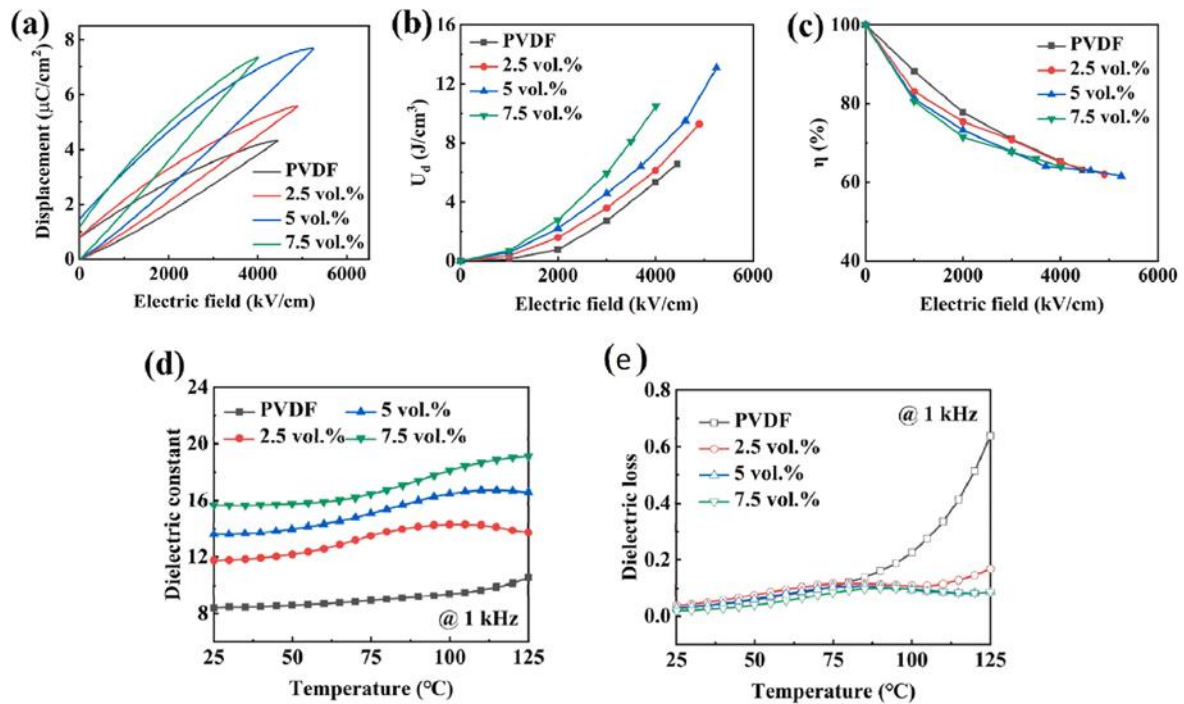 (a)
Displacement (μC/cm²)
8
6
4
2
0
PVDF
2.5 vol.%
5 vol.%
7.5 vol.%
0 2000 4000 6000
Electric field (kV/cm)
(b)
U_d (J/cm³)
16
12
8
4
0
PVDF
2.5 vol.%
5 vol.%
7.5 vol.%
0 2000 4000 6000
Electric field (kV/cm)
(c)
η (%)
100
80
60
40
PVDF
2.5 vol.%
5 vol.%
7.5 vol.%
0 2000 4000 6000
Electric field (kV/cm)
(d)
Dielectric constant
24
20
16
12
8
PVDF 5 vol.%
2.5 vol.% 7.5 vol.%
@ 1 kHz
25 50 75 100 125
Temperature (°C)
(e)
Dielectric loss
0.8
0.6
0.4
0.2
0.0
PVDF
2.5 vol.%
5 vol.%
7.5 vol.%
@ 1 kHz
25 50 75 100 125
Temperature (°C)